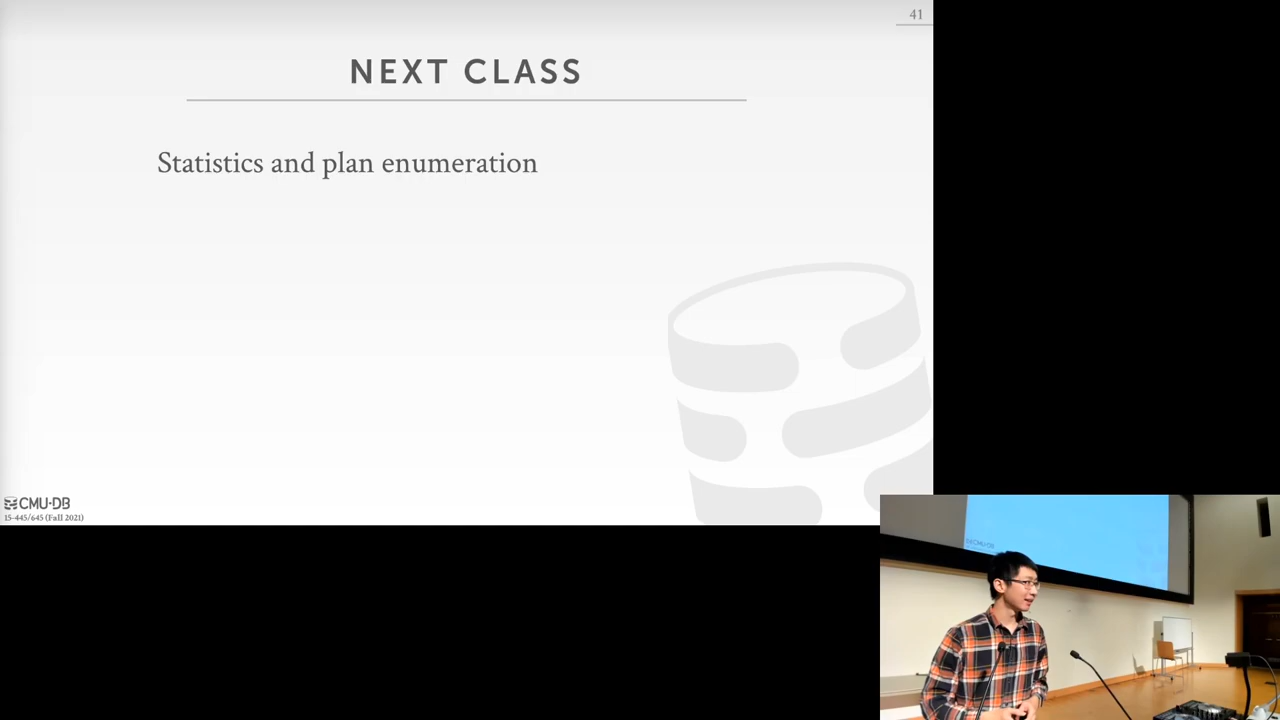 41
NEXT CLASS
Statistics and plan enumeration
CMU·DB
15-445/645 (Fall 2021)